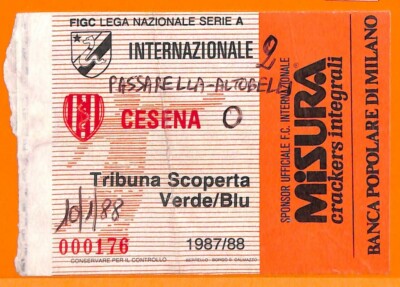 FIGC LEGA NAZIONALE SERIE A
INTERNAZIONALE 2
PASSARELLA-ALTOBELLI
CESENA 0
Tribuna Scoperta
Verde/Blu
10/1/88
000176
1987/88
CONSERVARE PER IL CONTROLLO
SPONSOR UFFICIALE F.C. INTERNAZIONALE
MiSURA
crackers integrali
BANCA POPOLARE DI MILANO